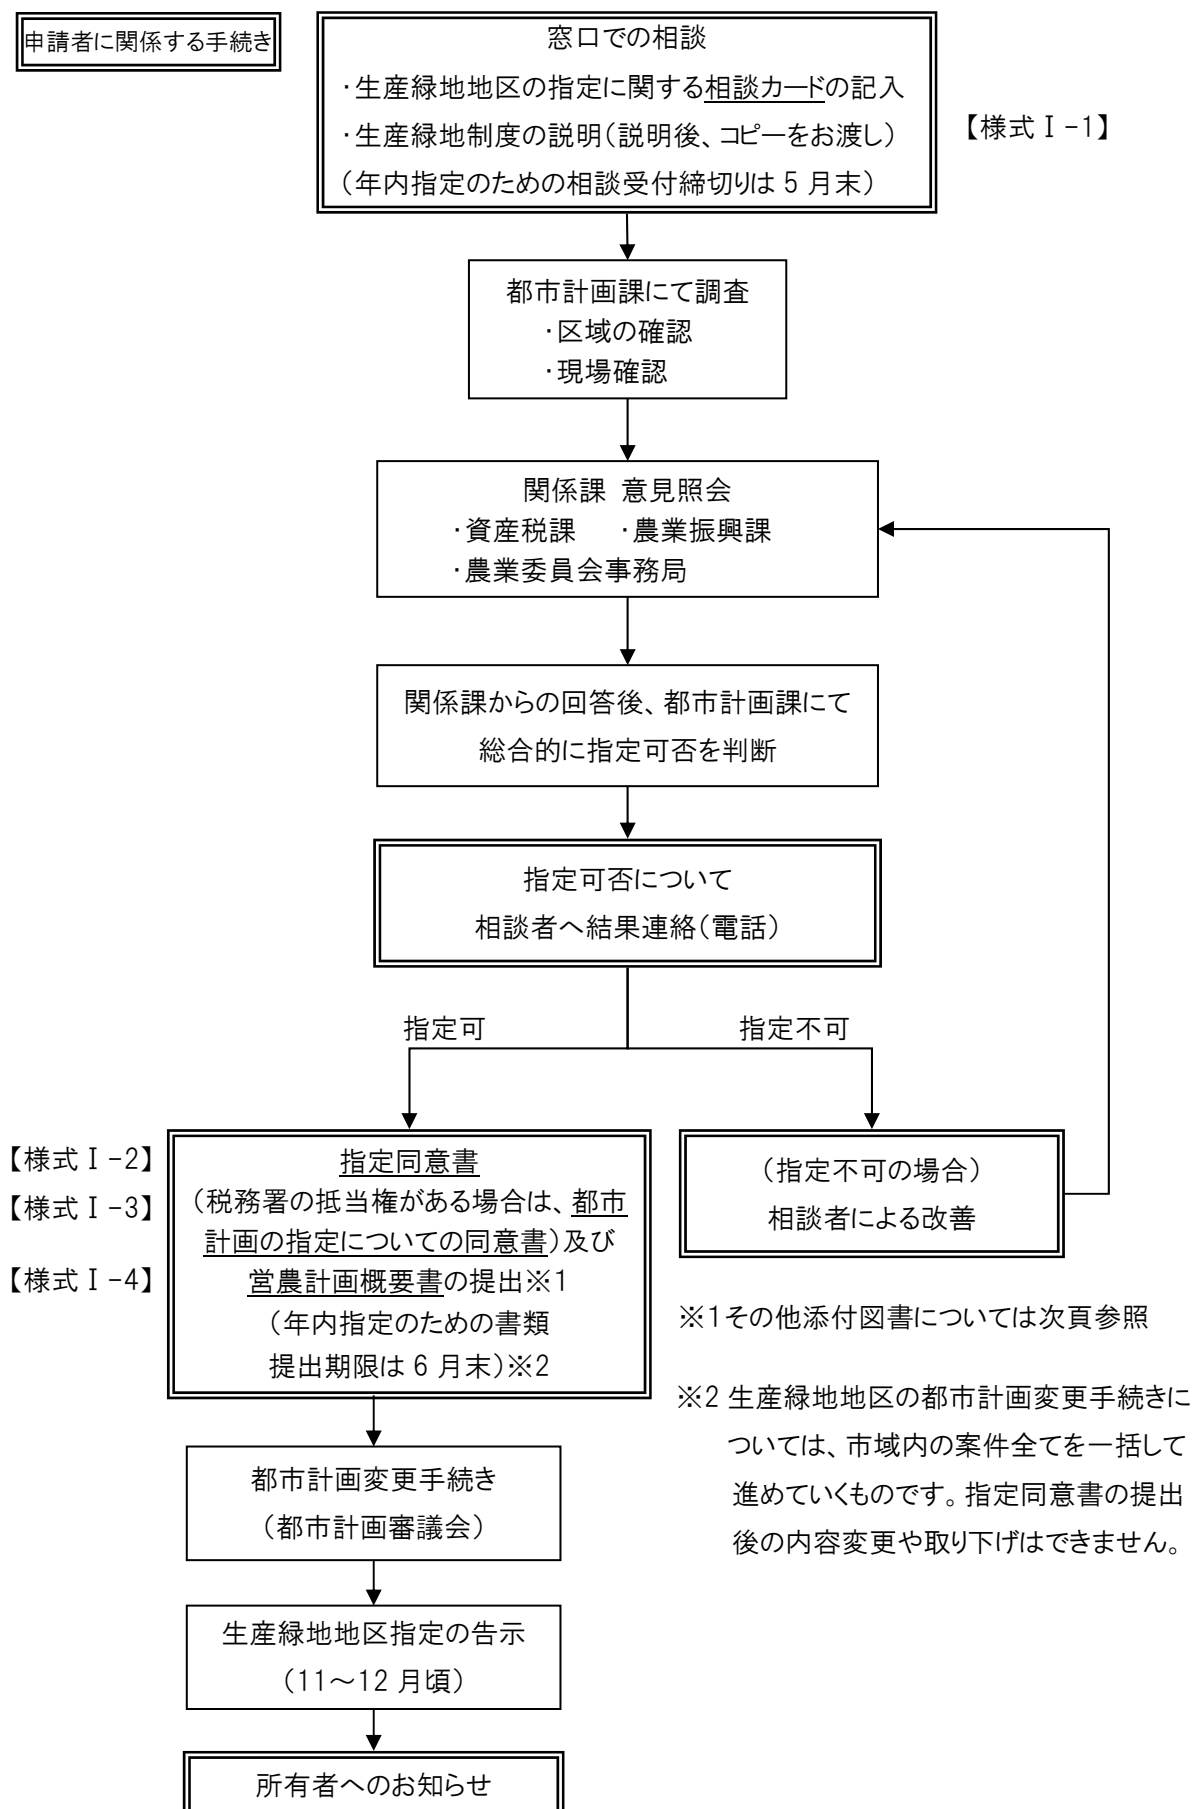 申請者に関係する手続き
窓口での相談
・生産緑地地区の指定に関する相談カードの記入
・生産緑地制度の説明（説明後、コピーをお渡し）
（年内指定のための相談受付締切りは 5 月末）
【様式Ⅰ-1】
都市計画課にて調査
・区域の確認
・現場確認
関係課 意見照会
・資産税課 ・農業振興課
・農業委員会事務局
関係課からの回答後、都市計画課にて
総合的に指定可否を判断
指定可否について
相談者へ結果連絡（電話）
指定可
指定不可
【様式Ⅰ-2】
【様式Ⅰ-3】
【様式Ⅰ-4】
指定同意書
（税務署の抵当権がある場合は、都市
計画の指定についての同意書）及び
営農計画概要書の提出※1
（年内指定のための書類
提出期限は 6 月末）※2
（指定不可の場合）
相談者による改善
※1その他添付図書については次頁参照
※2 生産緑地地区の都市計画変更手続きに
ついては、市域内の案件全てを一括して
進めていくものです。指定同意書の提出
後の内容変更や取り下げはできません。
都市計画変更手続き
（都市計画審議会）
生産緑地地区指定の告示
（11～12 月頃）
所有者へのお知らせ